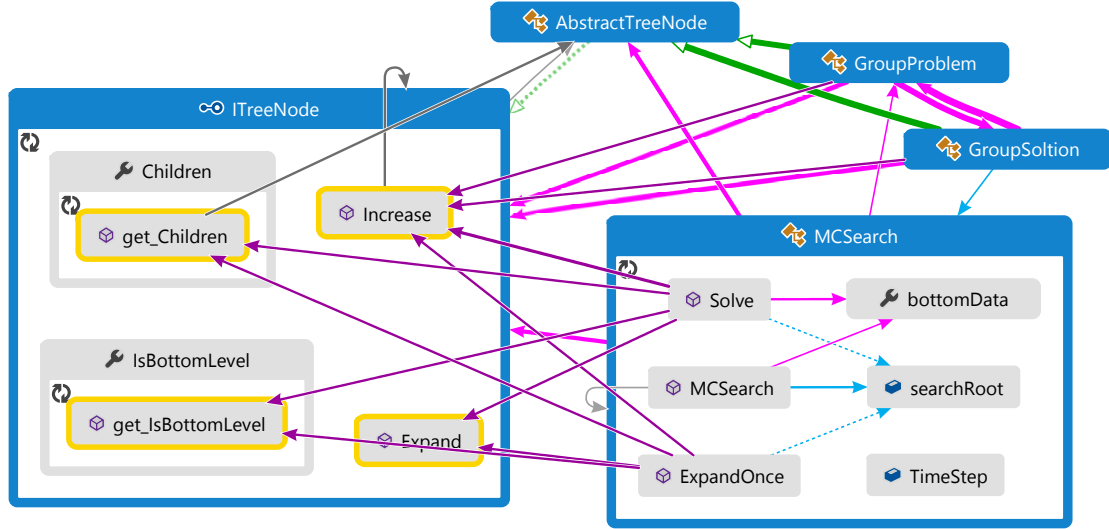 AbstractTreeNode
GroupProblem
ITreeNode
GroupSoltion
Children
Increase
get_Children
MCSearch
Solve
bottomData
IsBottomLevel
MCSearch
searchRoot
get_IsBottomLevel
Expand
ExpandOnce
TimeStep